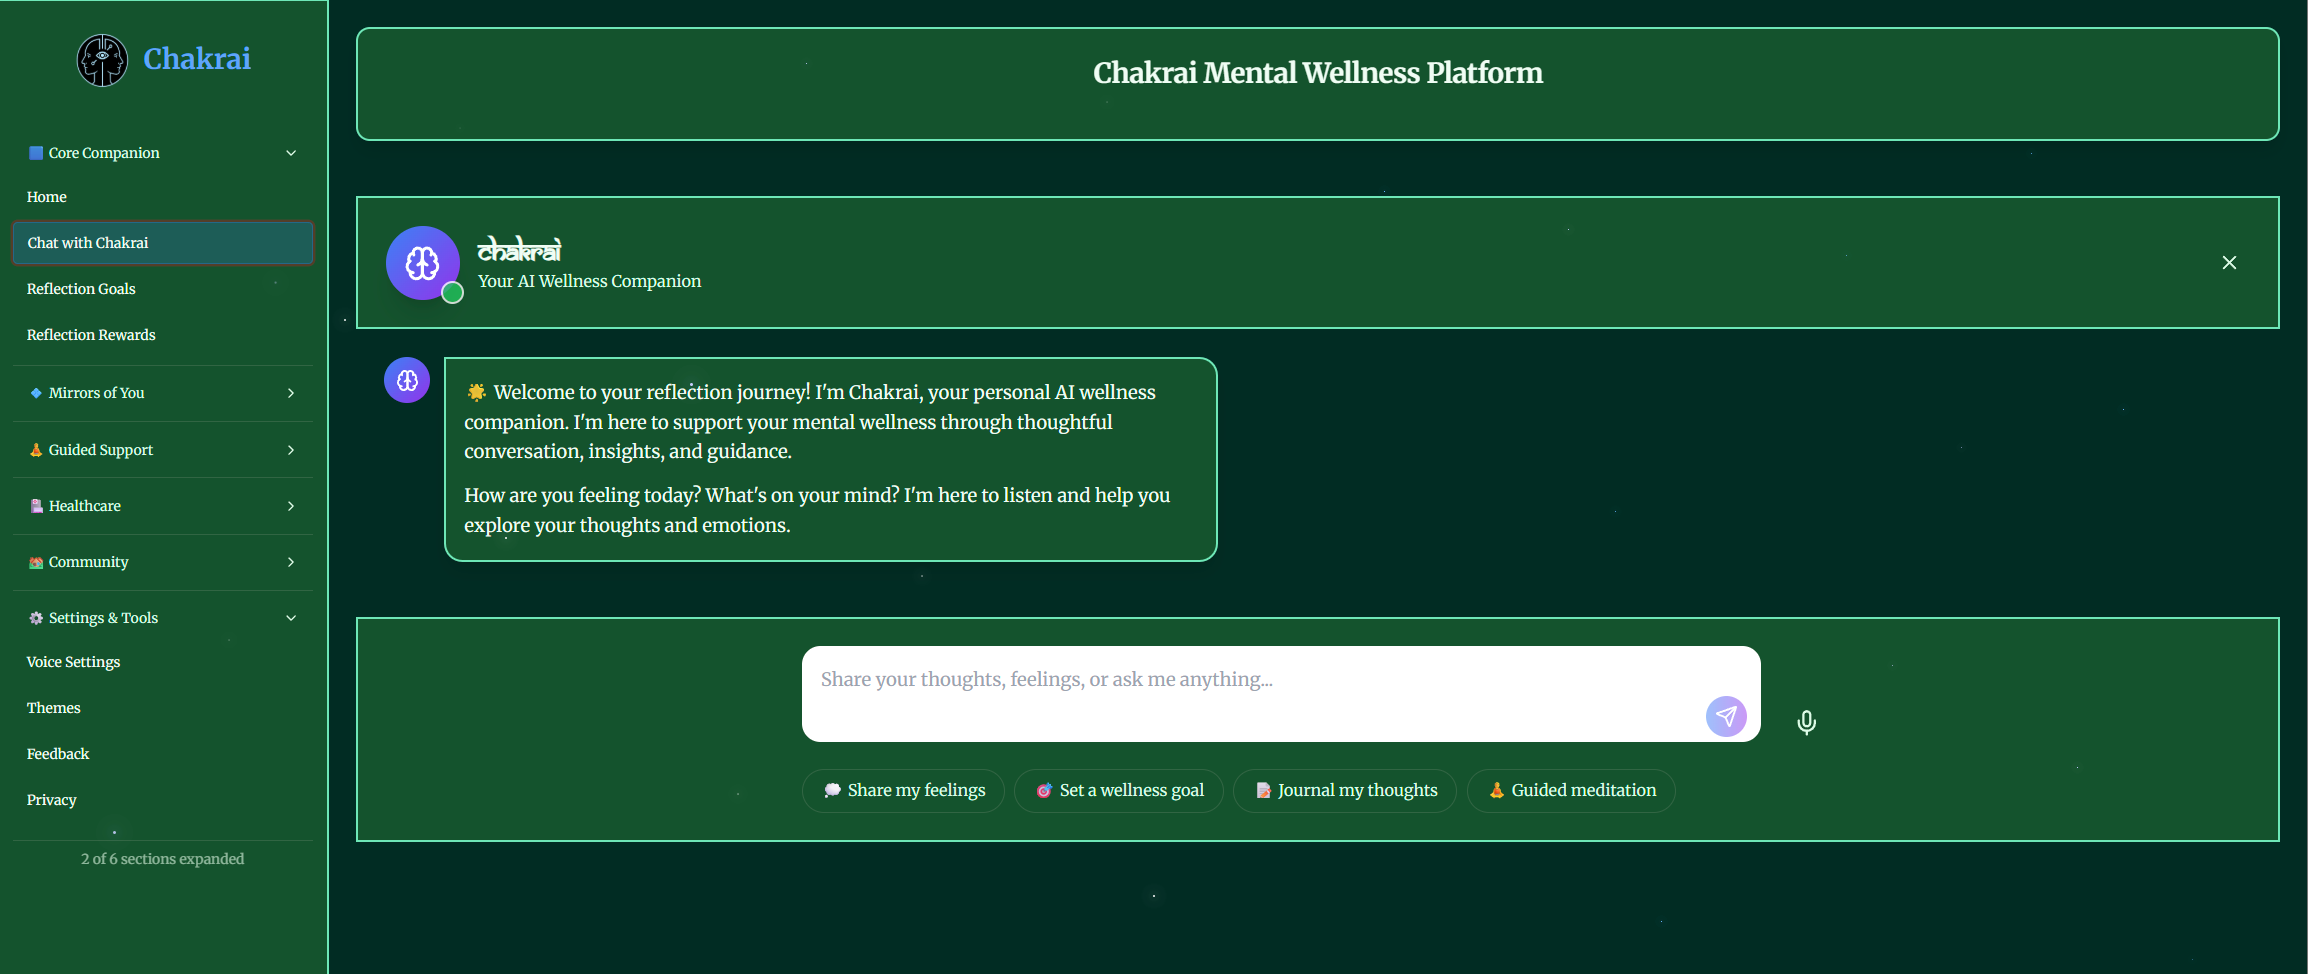 Chakrai
Core Companion
Home
Chat with Chakrai
Reflection Goals
Reflection Rewards
Mirrors of You
Guided Support
Healthcare
Community
Settings & Tools
Voice Settings
Themes
Feedback
Privacy
2 of 6 sections expanded
Chakrai Mental Wellness Platform
chakrai
Your AI Wellness Companion
🌟 Welcome to your reflection journey! I'm Chakrai, your personal AI wellness
companion. I'm here to support your mental wellness through thoughtful
conversation, insights, and guidance.
How are you feeling today? What's on your mind? I'm here to listen and help you
explore your thoughts and emotions.
Share your thoughts, feelings, or ask me anything...
💭 Share my feelings
🎯 Set a wellness goal
📝 Journal my thoughts
🧘 Guided meditation